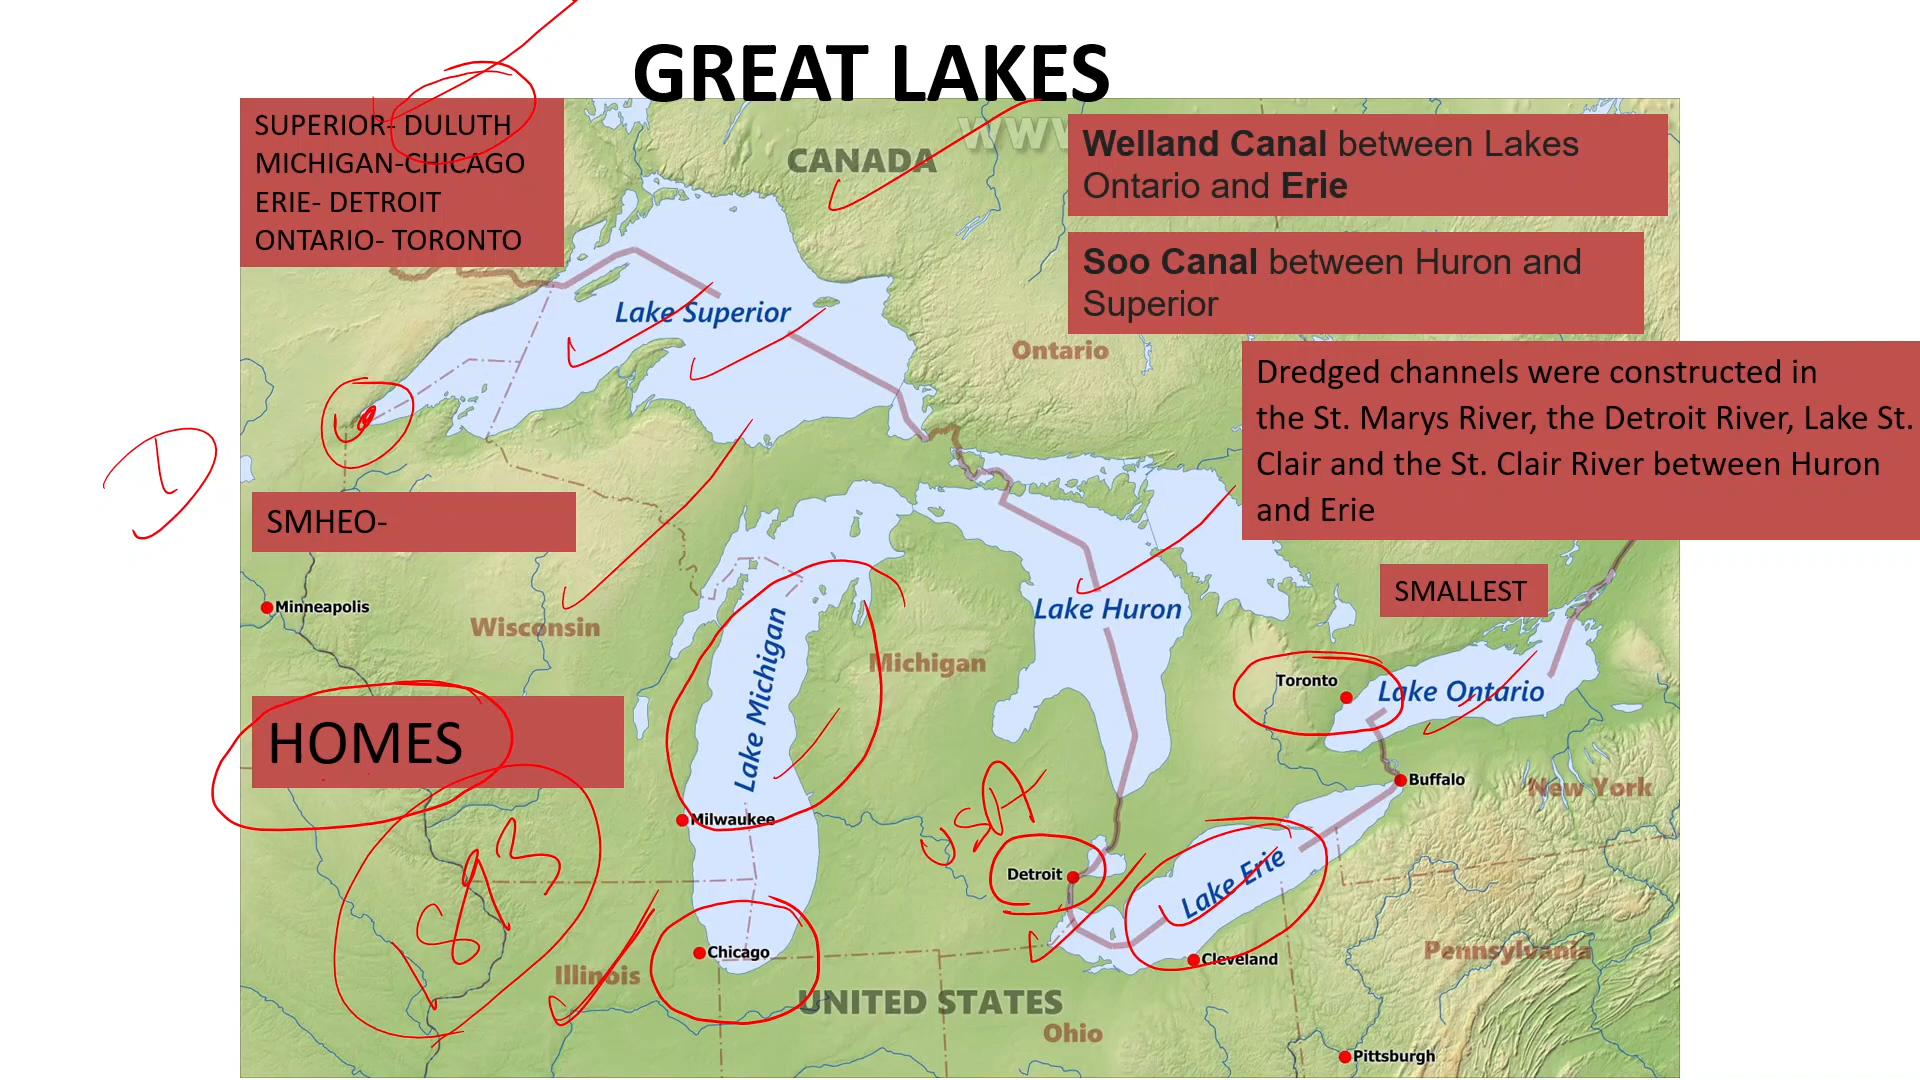 GREAT LAKES
SUPERIOR- DULUTH
MICHIGAN-CHICAGO
ERIE- DETROIT
ONTARIO- TORONTO
www
CANADA
Welland Canal between Lakes
Ontario and Erie
Soo Canal between Huron and
Superior
Lake Superior
Ontario
Dredged channels were constructed in
the St. Marys River, the Detroit River, Lake St.
Clair and the St. Clair River between Huron
and Erie
SMHEO-
SMALLEST
Minneapolis
Wisconsin
Lake Michigan
Michigan
Lake Huron
Toronto
Lake Ontario
HOMES
Buffalo
New York
Milwaukee
USA
Detroit
Lake Erie
1893
Chicago
Illinois
Cleveland
Pennsylvania
UNITED STATES
Ohio
Pittsburgh